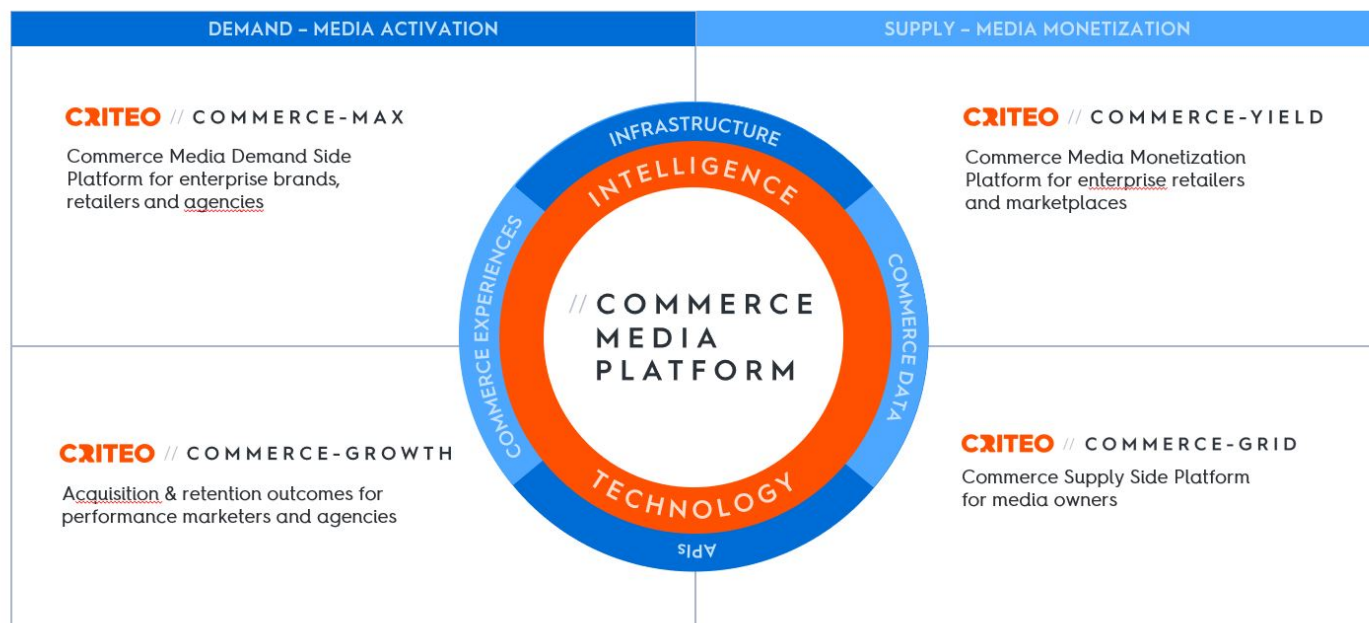 DEMAND – MEDIA ACTIVATION
SUPPLY – MEDIA MONETIZATION
CRITEO // COMMERCE-MAX
Commerce Media Demand Side
Platform for enterprise brands,
retailers and agencies
CRITEO // COMMERCE-YIELD
Commerce Media Monetization
Platform for enterprise retailers
and marketplaces
INFRASTRUCTURE
INTELLIGENCE
COMMERCE EXPERIENCES
// COMMERCE
MEDIA
PLATFORM
COMMERCE DATA
TECHNOLOGY
APIs
CRITEO // COMMERCE-GROWTH
Acquisition & retention outcomes for
performance marketers and agencies
CRITEO // COMMERCE-GRID
Commerce Supply Side Platform
for media owners